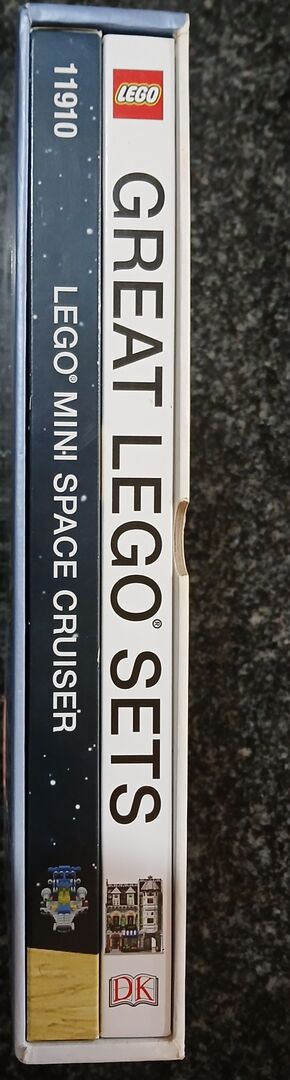 11910
LEGO® MINI SPACE CRUISER
LEGO
GREAT LEGO® SETS
DK